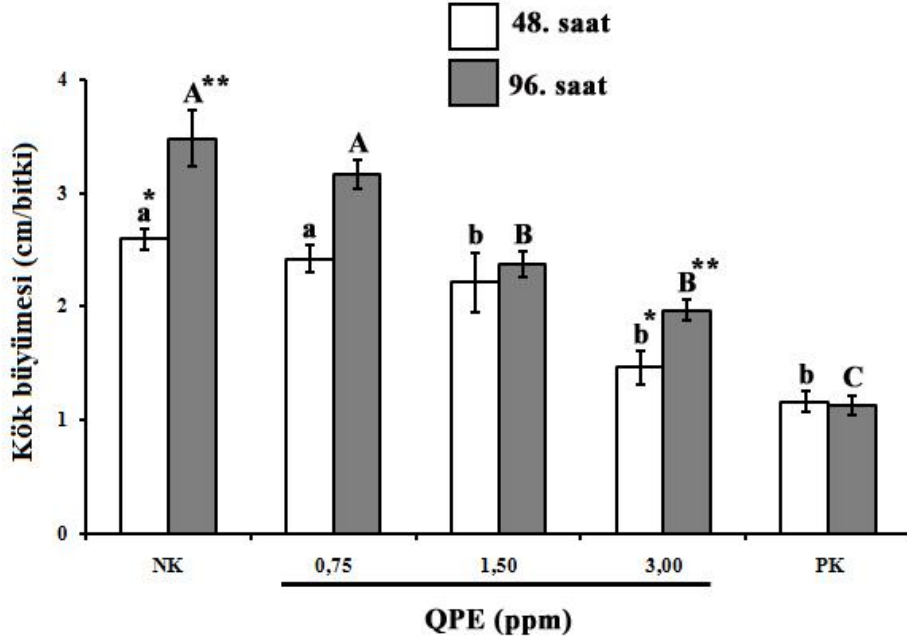 48. saat
96. saat
Kök büyümesi (cm/bitki)
4
3
2
1
0
a* A**
a A
b B
b* B**
b C
NK 0,75 1,50 3,00 PK
QPE (ppm)